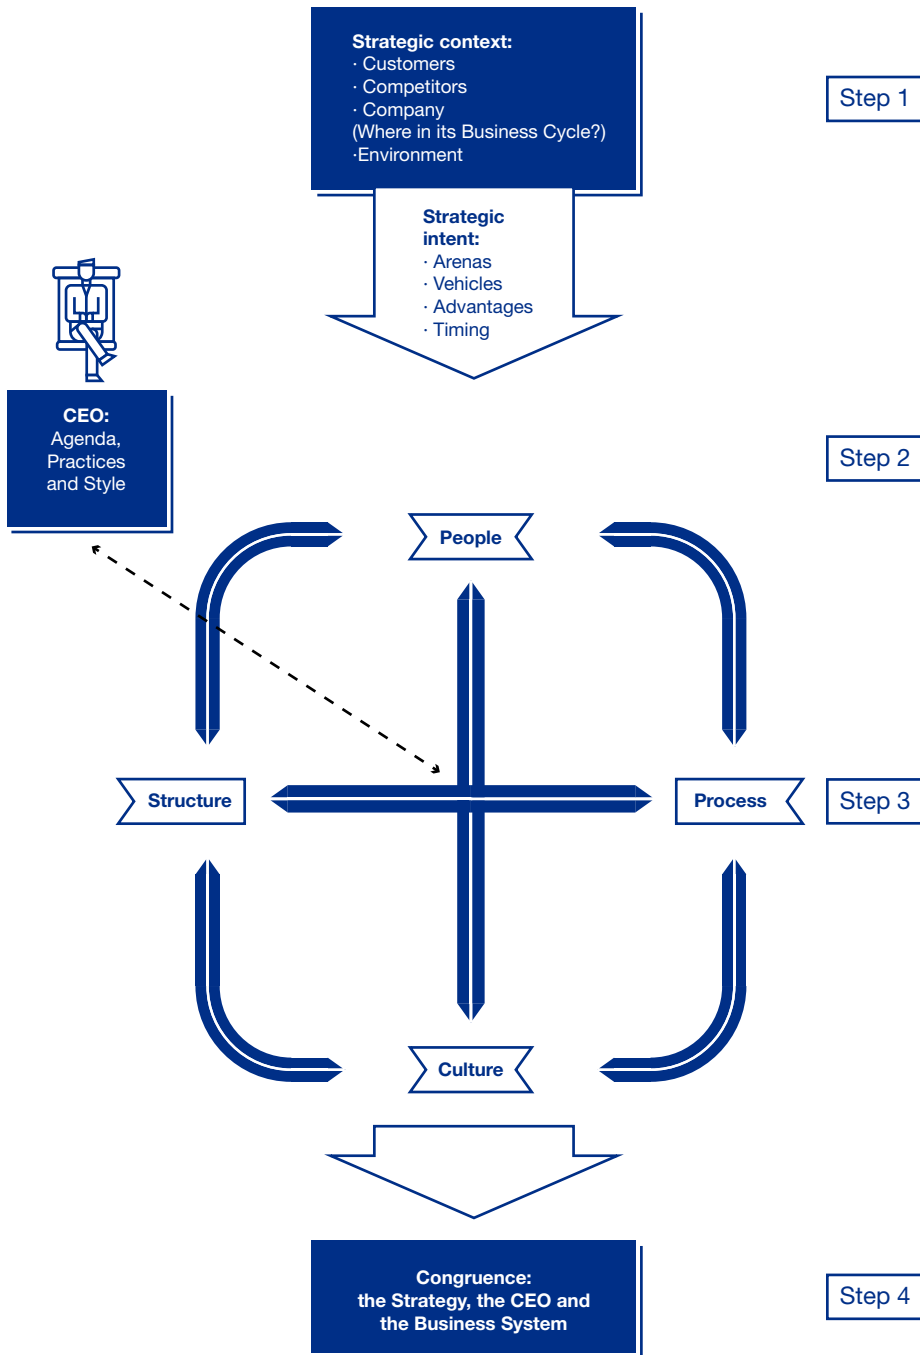 Strategic context:
· Customers
· Competitors
· Company
(Where in its Business Cycle?)
·Environment
Step 1
Strategic
intent:
· Arenas
· Vehicles
· Advantages
· Timing
CEO:
Agenda,
Practices
and Style
Step 2
People
Structure
Process
Step 3
Culture
Congruence:
the Strategy, the CEO and
the Business System
Step 4